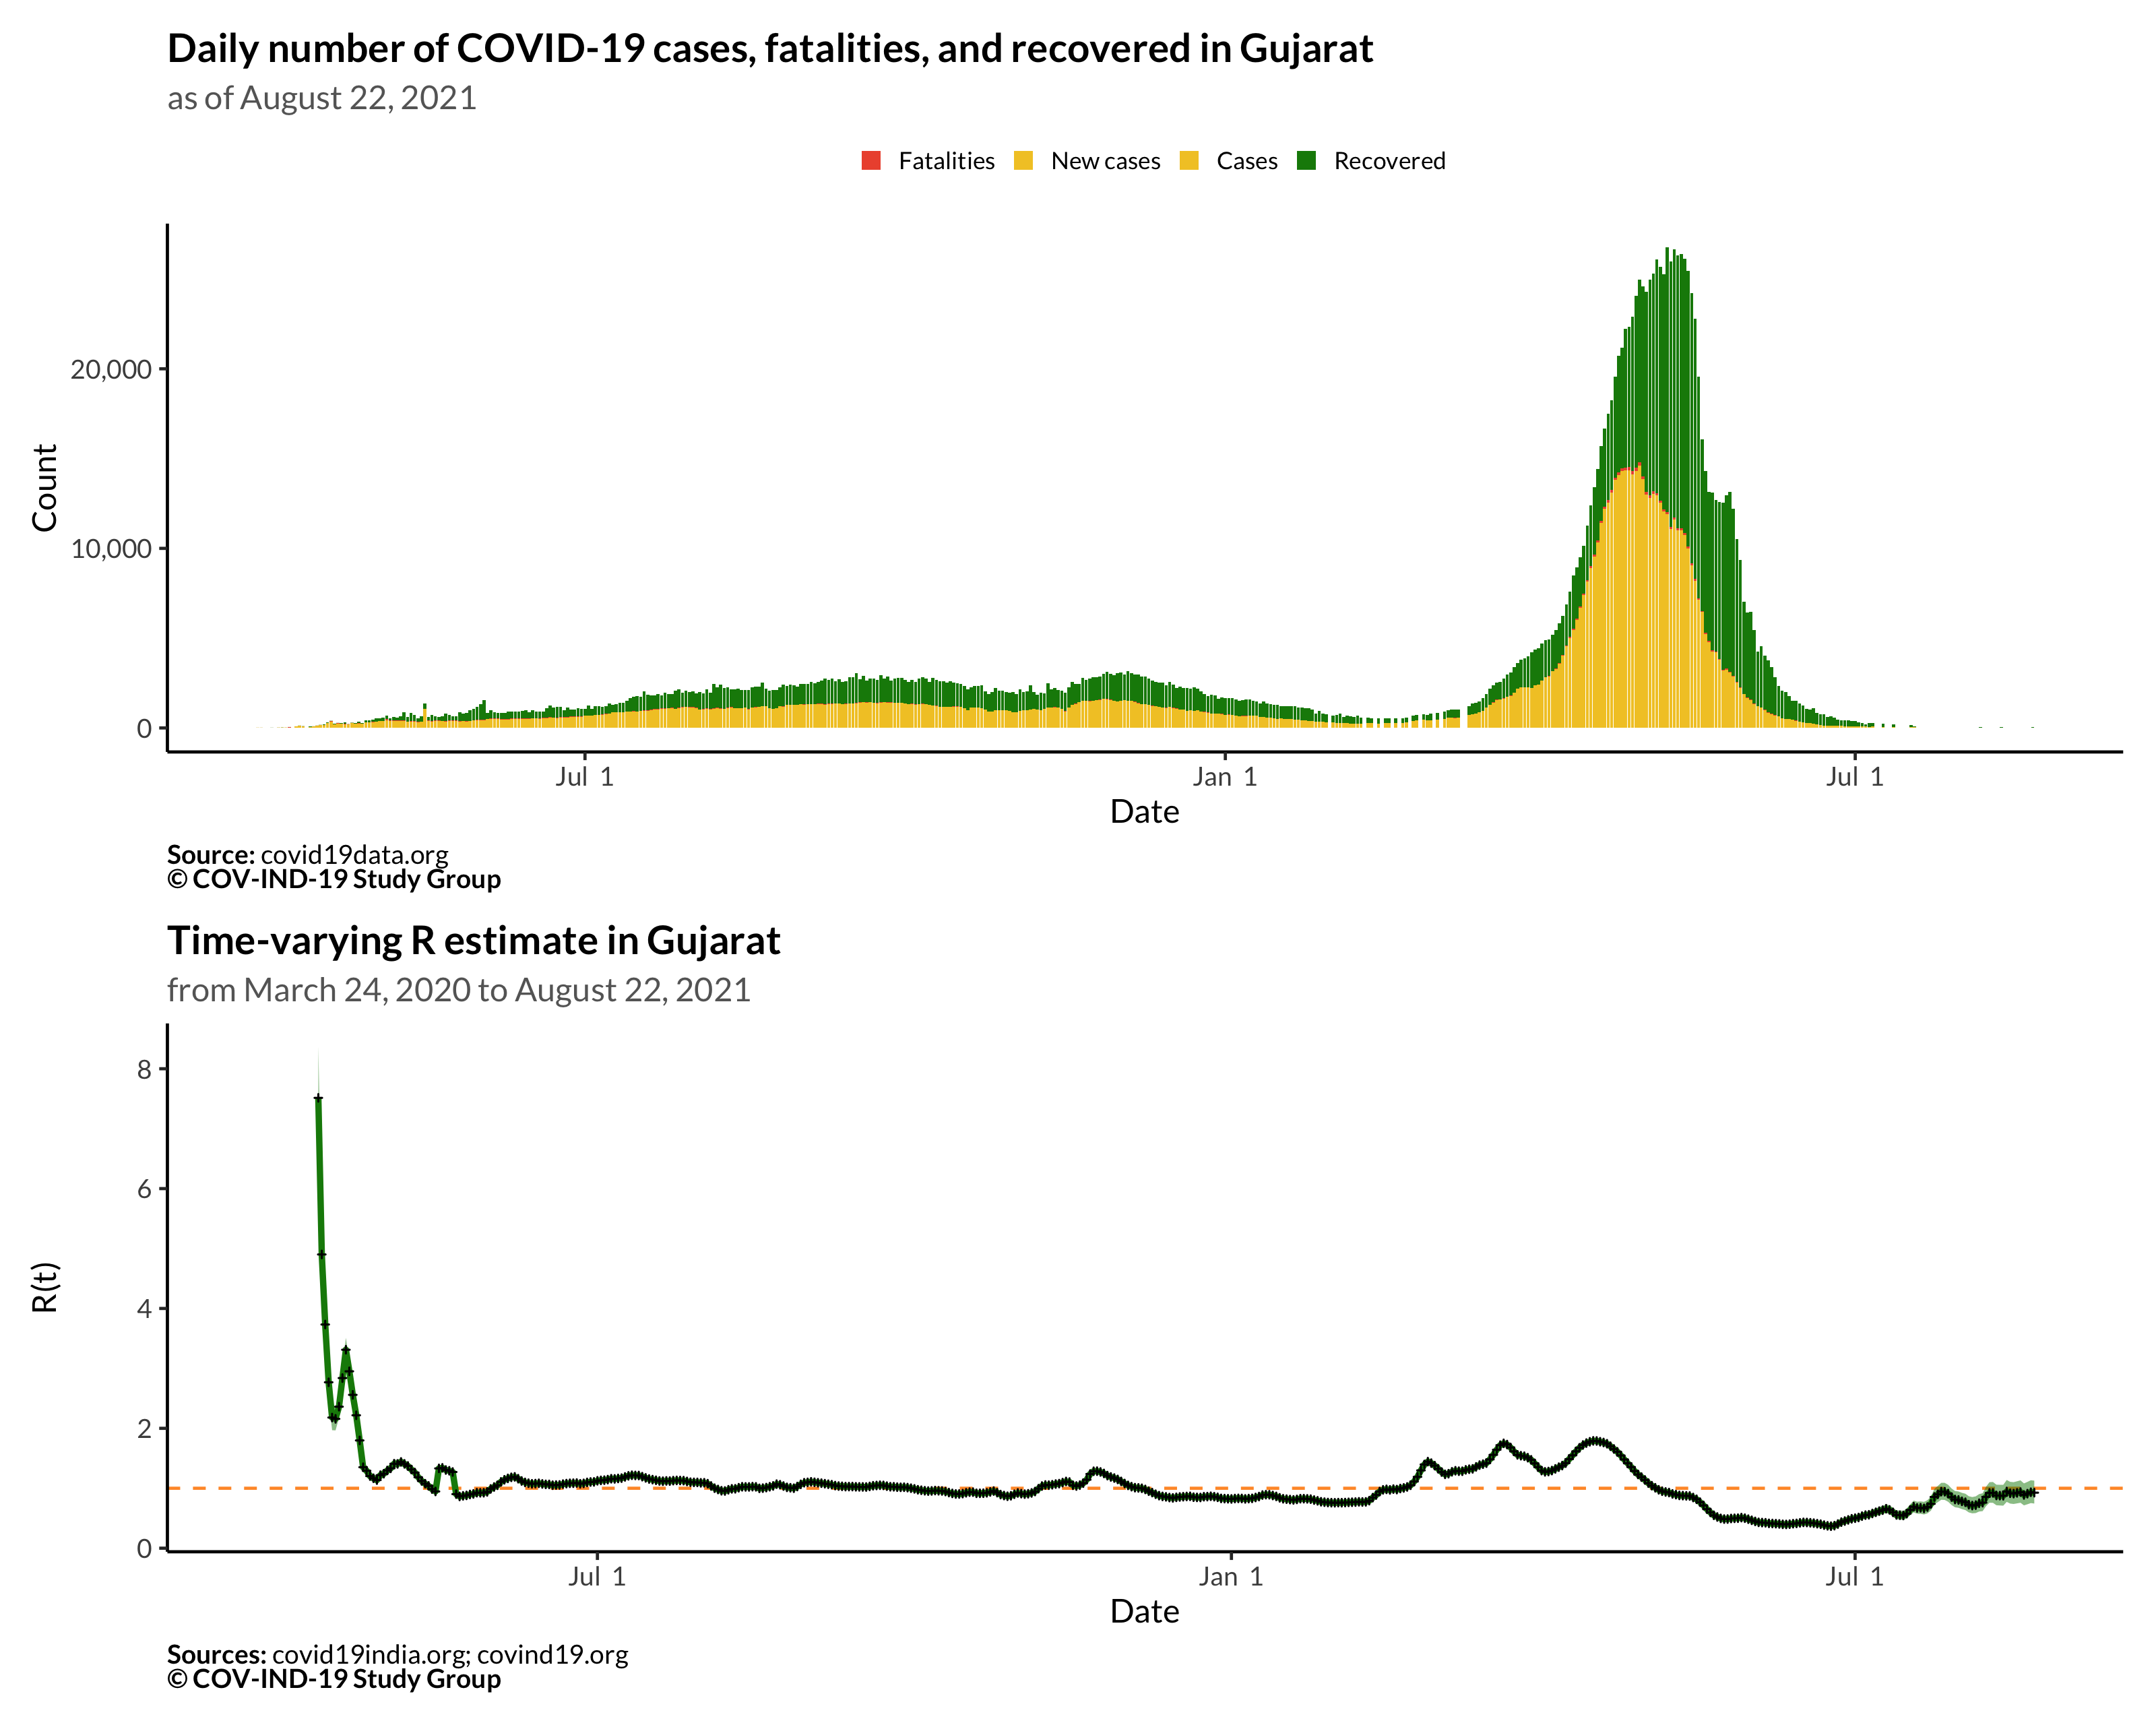 Daily number of COVID-19 cases, fatalities, and recovered in Gujarat
as of August 22, 2021
Fatalities New cases Cases Recovered
20,000
10,000
0
Count
Jul 1 Jan 1 Jul 1
Date
Source: covid19data.org
© COV-IND-19 Study Group
Time-varying R estimate in Gujarat
from March 24, 2020 to August 22, 2021
8
6
4
2
0
R(t)
Jul 1 Jan 1 Jul 1
Date
Sources: covid19india.org; covind19.org
© COV-IND-19 Study Group